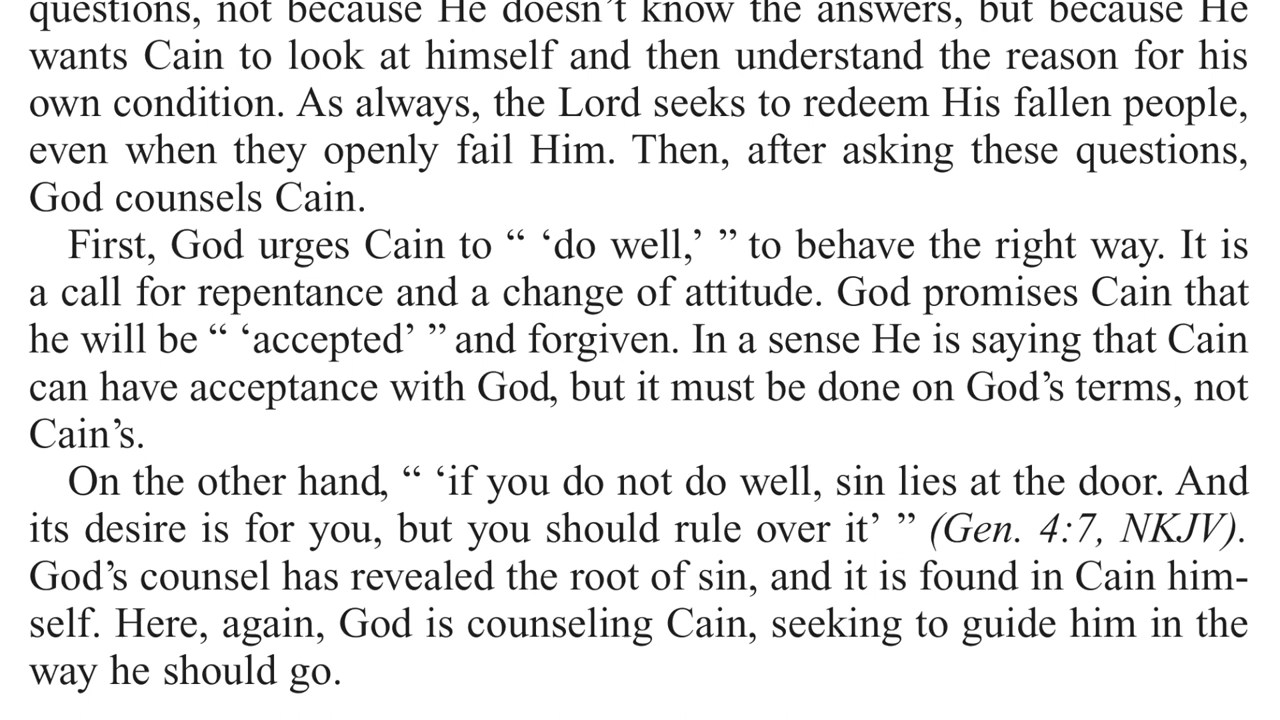 questions, not because He doesn’t know the answers, but because He
wants Cain to look at himself and then understand the reason for his
own condition. As always, the Lord seeks to redeem His fallen people,
even when they openly fail Him. Then, after asking these questions,
God counsels Cain.
First, God urges Cain to “ ‘do well,’ ” to behave the right way. It is
a call for repentance and a change of attitude. God promises Cain that
he will be “ ‘accepted’ ” and forgiven. In a sense He is saying that Cain
can have acceptance with God, but it must be done on God’s terms, not
Cain’s.
On the other hand, “ ‘if you do not do well, sin lies at the door. And
its desire is for you, but you should rule over it’ ” (Gen. 4:7, NKJV).
God’s counsel has revealed the root of sin, and it is found in Cain him-
self. Here, again, God is counseling Cain, seeking to guide him in the
way he should go.